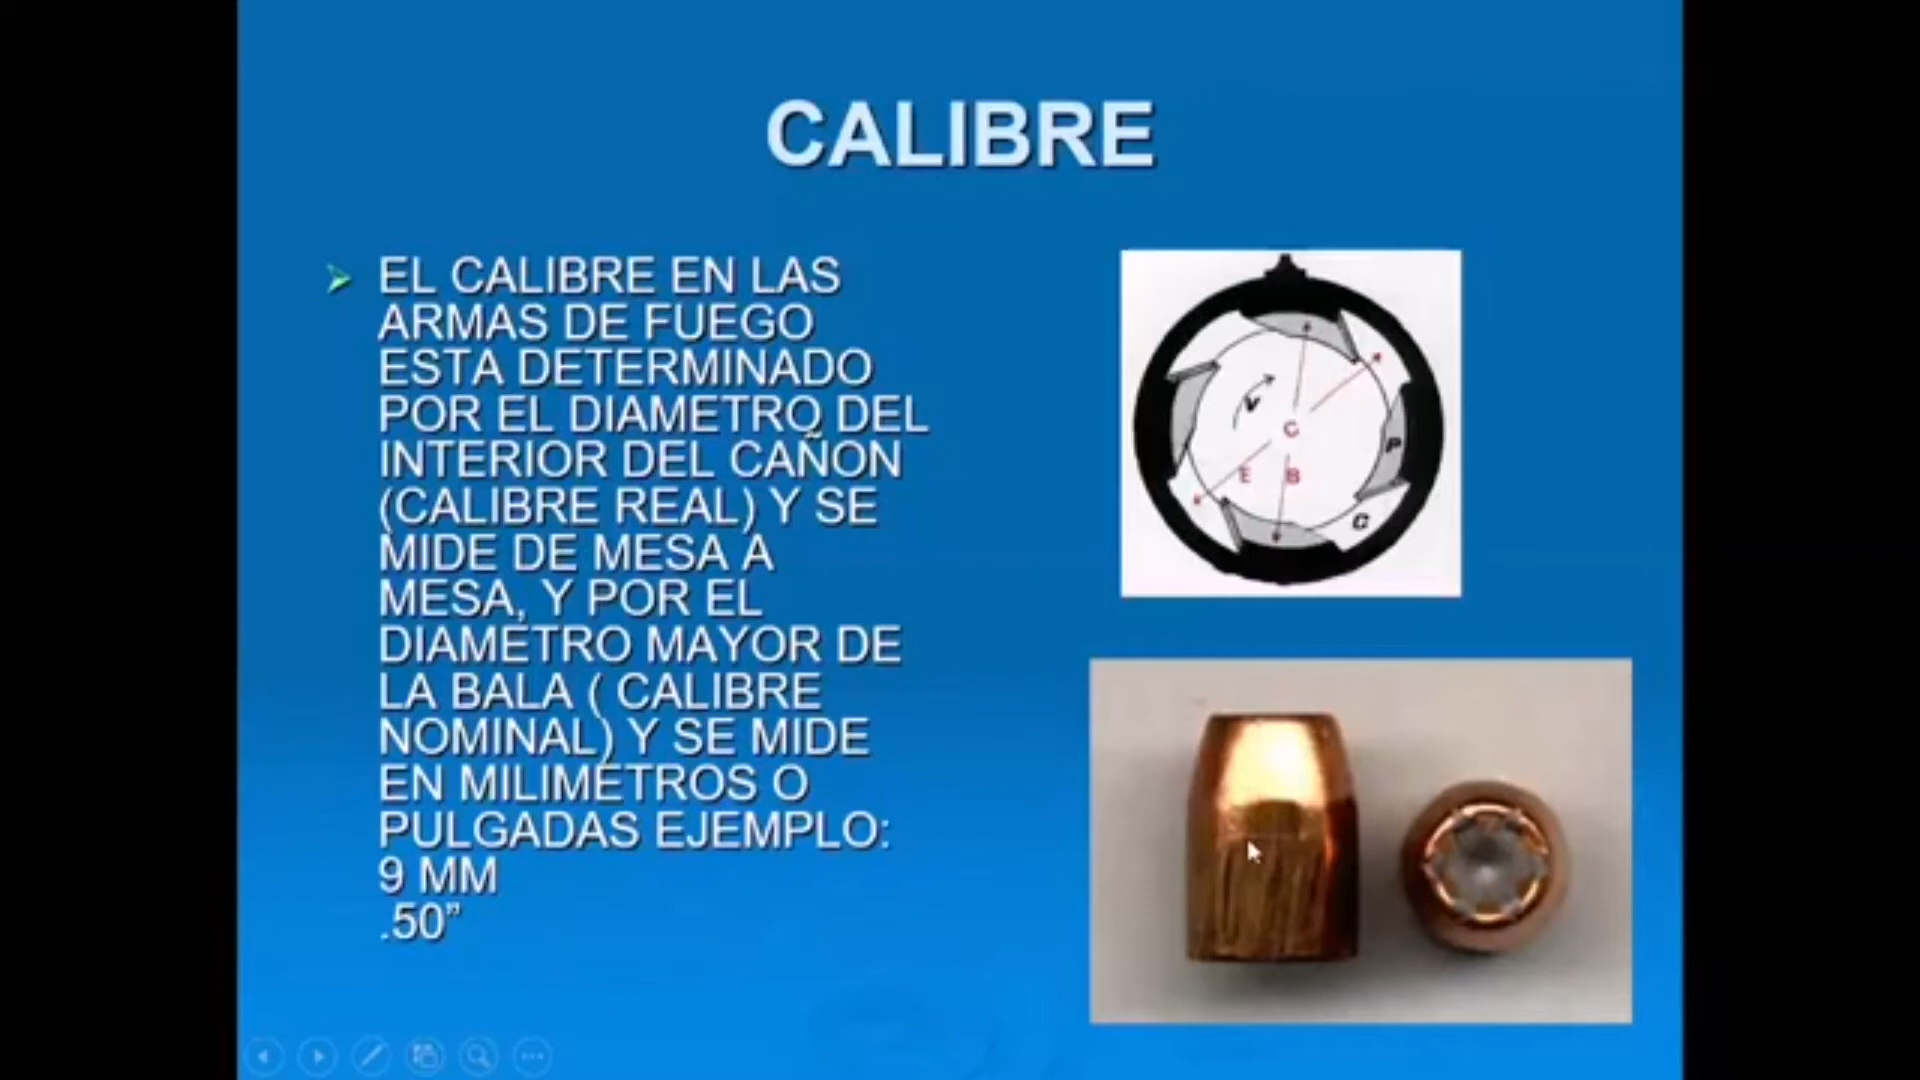 CALIBRE
EL CALIBRE EN LAS
ARMAS DE FUEGO
ESTA DETERMINADO
POR EL DIAMETRO DEL
INTERIOR DEL CAÑON
(CALIBRE REAL) Y SE
MIDE DE MESA A
MESA, Y POR EL
DIAMETRO MAYOR DE
LA BALA ( CALIBRE
NOMINAL) Y SE MIDE
EN MILIMETROS O
PULGADAS EJEMPLO:
9 MM
.50”
V
C
P
E
B
C